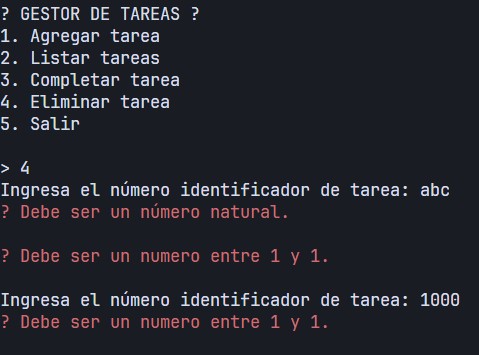 ? GESTOR DE TAREAS ?
1. Agregar tarea
2. Listar tareas
3. Completar tarea
4. Eliminar tarea
5. Salir
> 4
Ingresa el número identificador de tarea: abc
? Debe ser un número natural.
? Debe ser un numero entre 1 y 1.
Ingresa el número identificador de tarea: 1000
? Debe ser un numero entre 1 y 1.